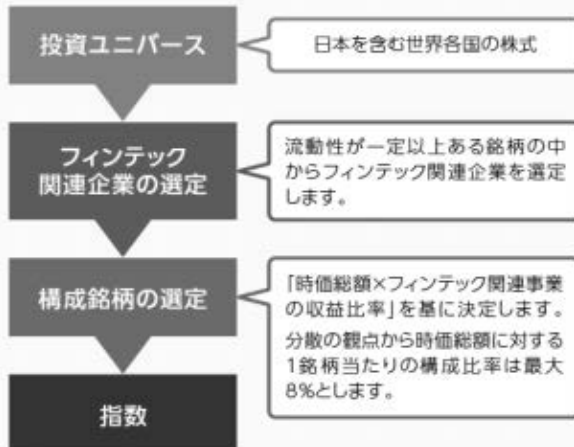 投資ユニバース
日本を含む世界各国の株式
フィンテック
関連企業の選定
流動性が一定以上ある銘柄の中
からフィンテック関連企業を選定
します。
構成銘柄の選定
「時価総額×フィンテック関連事業
の収益比率」を基に決定します。
分散の観点から時価総額に対する
1銘柄当たりの構成比率は最大
8%とします。
指数